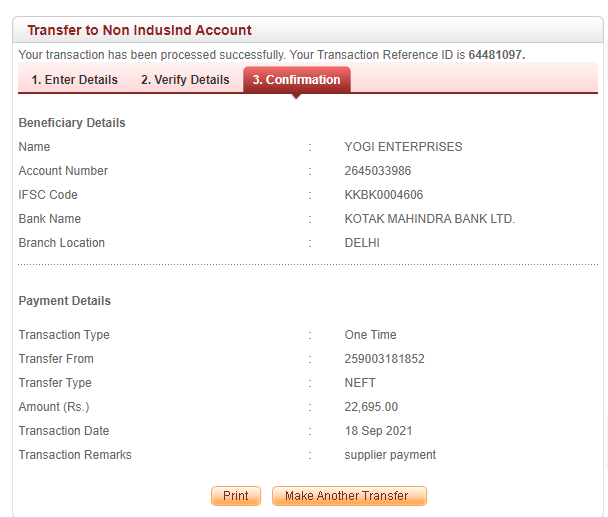 Transfer to Non IndusInd Account
Your transaction has been processed successfully. Your Transaction Reference ID is 64481097.
1. Enter Details 2. Verify Details 3. Confirmation
Beneficiary Details
Name : YOGI ENTERPRISES
Account Number : 2645033986
IFSC Code : KKBK0004606
Bank Name : KOTAK MAHINDRA BANK LTD.
Branch Location : DELHI
Payment Details
Transaction Type : One Time
Transfer From : 259003181852
Transfer Type : NEFT
Amount (Rs.) : 22,695.00
Transaction Date : 18 Sep 2021
Transaction Remarks : supplier payment
Print Make Another Transfer